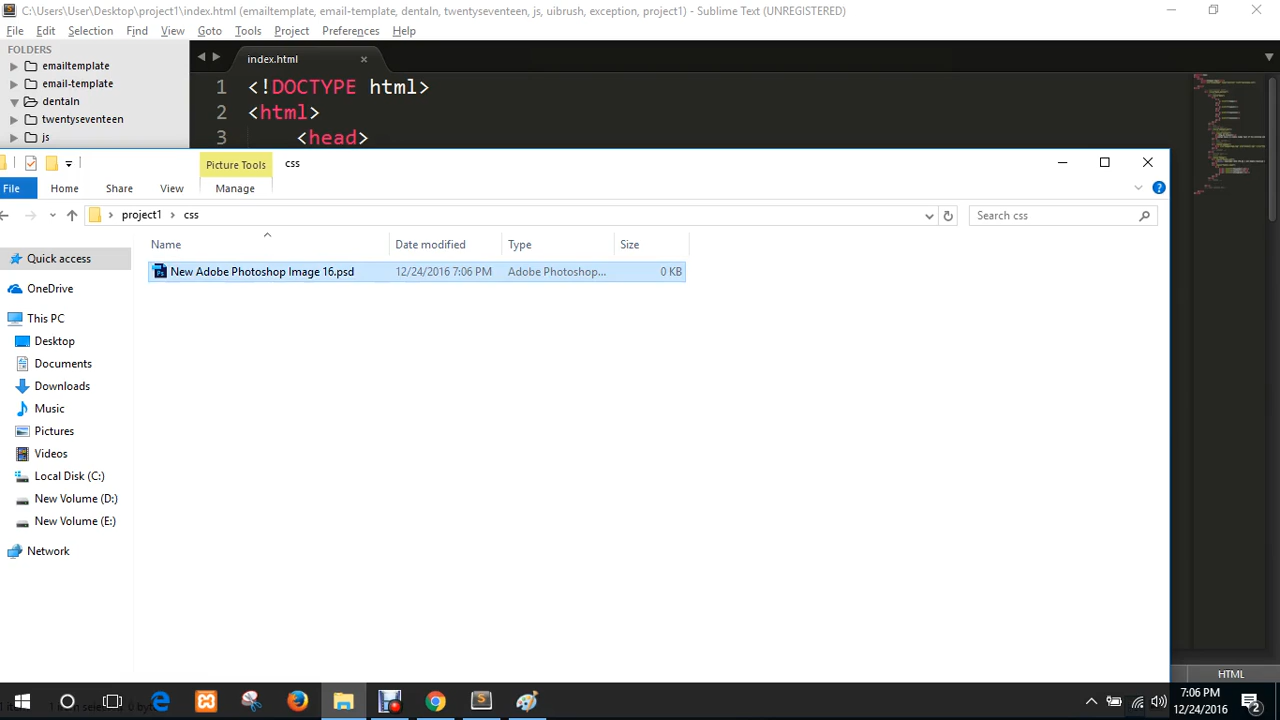 C:\Users\User\Desktop\project1\index.html (emailtemplate, email-template, dentaln, twentyseventeen, js, uibrush, exception, project1) - Sublime Text (UNREGISTERED)
File Edit Selection Find View Goto Tools Project Preferences Help
FOLDERS
emailtemplate
email-template
dentaln
twentyseventeen
js
index.html
1 <!DOCTYPE html>
2 <html>
3 <head>
Picture Tools css
File Home Share View Manage
project1 css Search css
Name Date modified Type Size
New Adobe Photoshop Image 16.psd 12/24/2016 7:06 PM Adobe Photoshop... 0 KB
Quick access
OneDrive
This PC
Desktop
Documents
Downloads
Music
Pictures
Videos
Local Disk (C:)
New Volume (D:)
New Volume (E:)
Network
HTML
7:06 PM
12/24/2016
2